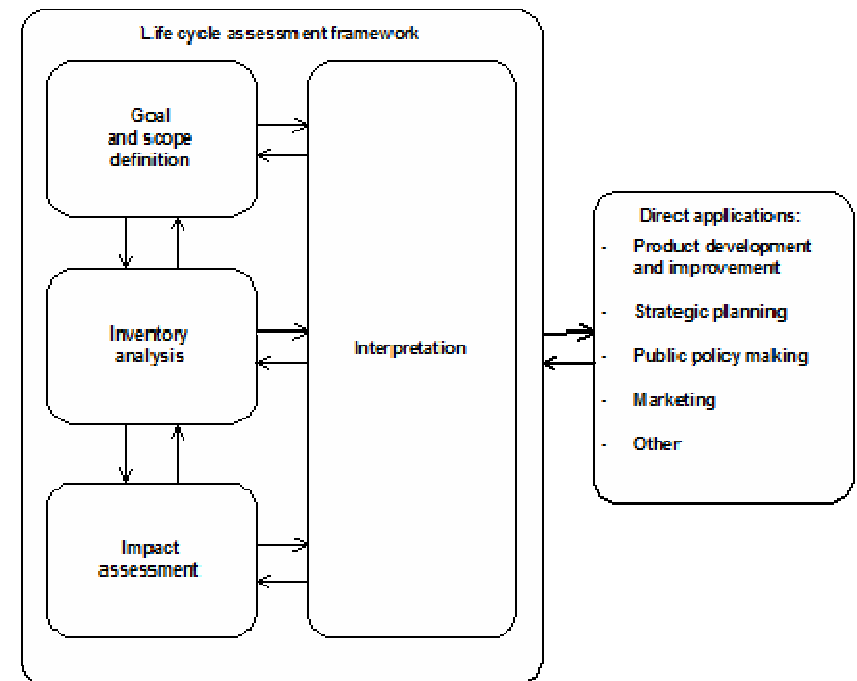 Life cycle assessment framework
Goal
and scope
definition
Inventory
analysis
Impact
assessment
Interpretation
Direct applications:
- Product development
and improvement
- Strategic planning
- Public policy making
- Marketing
- Other